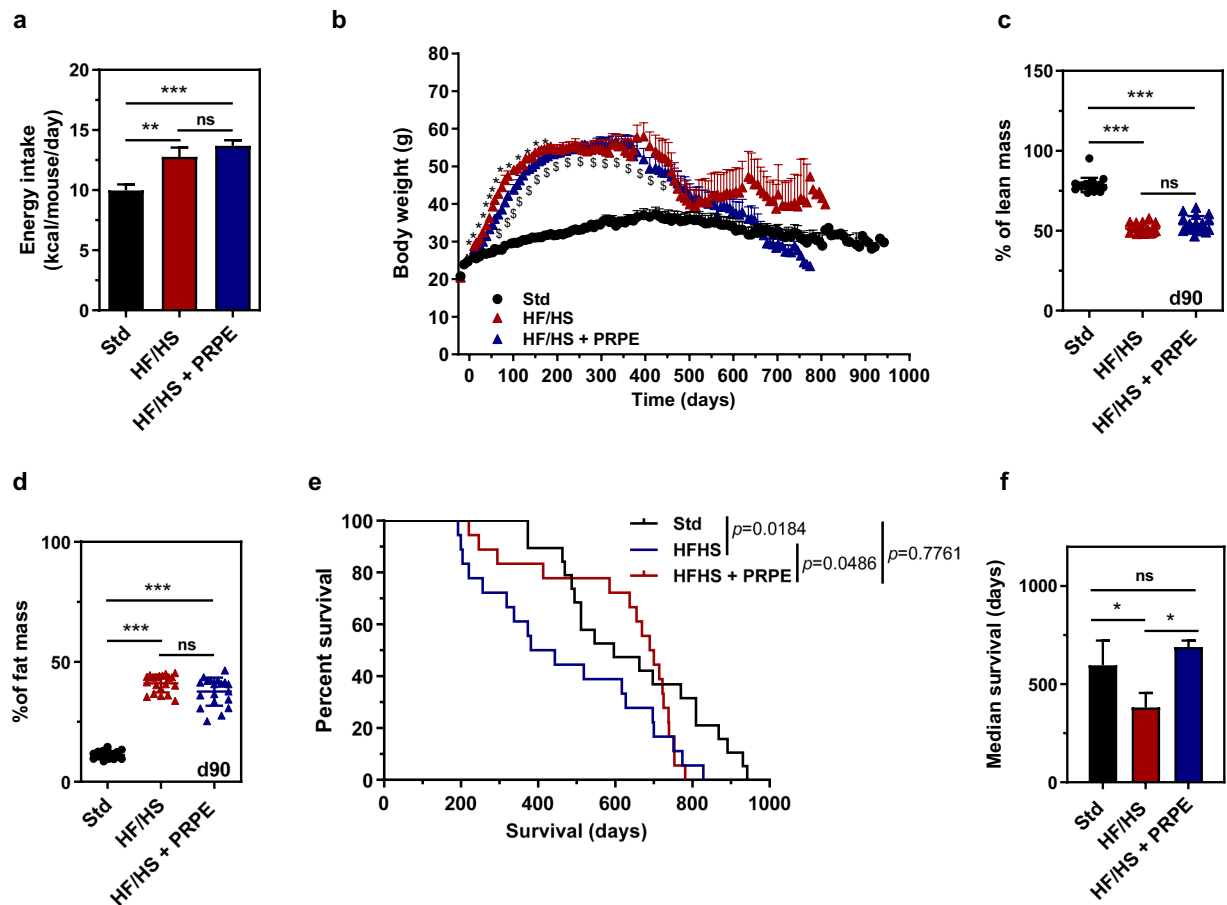 a
Energy intake
(kcal/mouse/day)
20
15
10
5
0
***
**
ns
Std
HF/HS
HF/HS + PRPE
b
Body weight (g)
80
70
60
50
40
30
20
10
0
Std
HF/HS
HF/HS + PRPE
0 100 200 300 400 500 600 700 800 900 1000
Time (days)
c
% of lean mass
150
100
50
0
***
***
ns
d90
Std
HF/HS
HF/HS + PRPE
d
%of fat mass
100
50
0
***
***
ns
d90
Std
HF/HS
HF/HS + PRPE
e
Percent survival
100
80
60
40
20
0
Std
HFHS
HFHS + PRPE
p=0.0184
p=0.0486
p=0.7761
0 200 400 600 800 1000
Survival (days)
f
Median survival (days)
1000
500
0
ns
*
*
Std
HF/HS
HF/HS + PRPE